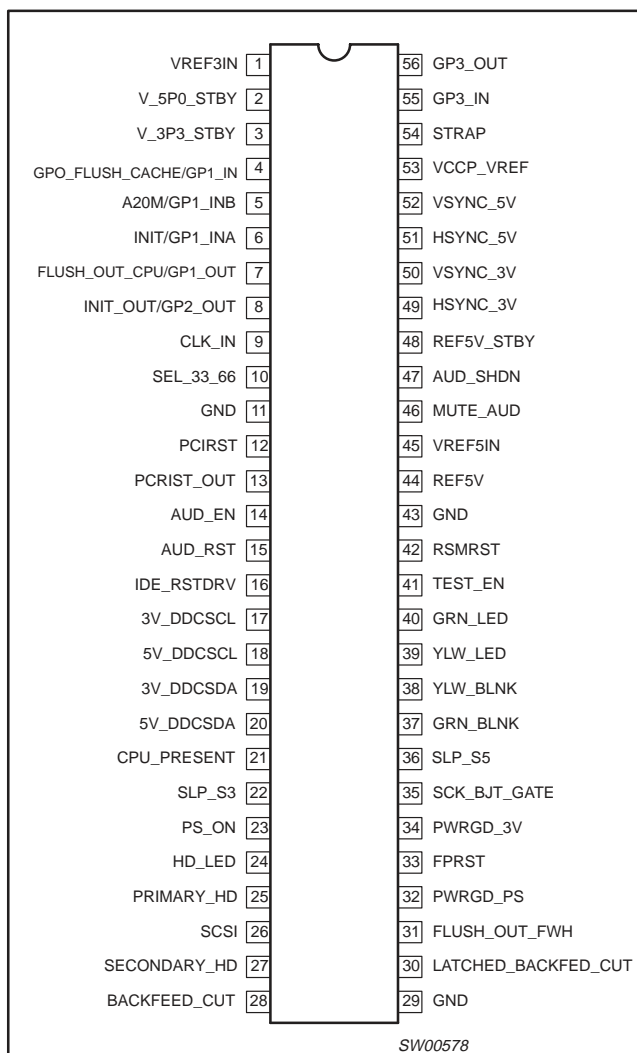 VREF3IN 1 56 GP3_OUT
V_5P0_STBY 2 55 GP3_IN
V_3P3_STBY 3 54 STRAP
GPO_FLUSH_CACHE/GP1_IN 4 53 VCCP_VREF
A20M/GP1_INB 5 52 VSYNC_5V
INIT/GP1_INA 6 51 HSYNC_5V
FLUSH_OUT_CPU/GP1_OUT 7 50 VSYNC_3V
INIT_OUT/GP2_OUT 8 49 HSYNC_3V
CLK_IN 9 48 REF5V_STBY
SEL_33_66 10 47 AUD_SHDN
GND 11 46 MUTE_AUD
PCIRST 12 45 VREF5IN
PCRIST_OUT 13 44 REF5V
AUD_EN 14 43 GND
AUD_RST 15 42 RSMRST
IDE_RSTDRV 16 41 TEST_EN
3V_DDCSCL 17 40 GRN_LED
5V_DDCSCL 18 39 YLW_LED
3V_DDCSDA 19 38 YLW_BLNK
5V_DDCSDA 20 37 GRN_BLNK
CPU_PRESENT 21 36 SLP_S5
SLP_S3 22 35 SCK_BJT_GATE
PS_ON 23 34 PWRGD_3V
HD_LED 24 33 FPRST
PRIMARY_HD 25 32 PWRGD_PS
SCSI 26 31 FLUSH_OUT_FWH
SECONDARY_HD 27 30 LATCHED_BACKFED_CUT
BACKFEED_CUT 28 29 GND
SW00578